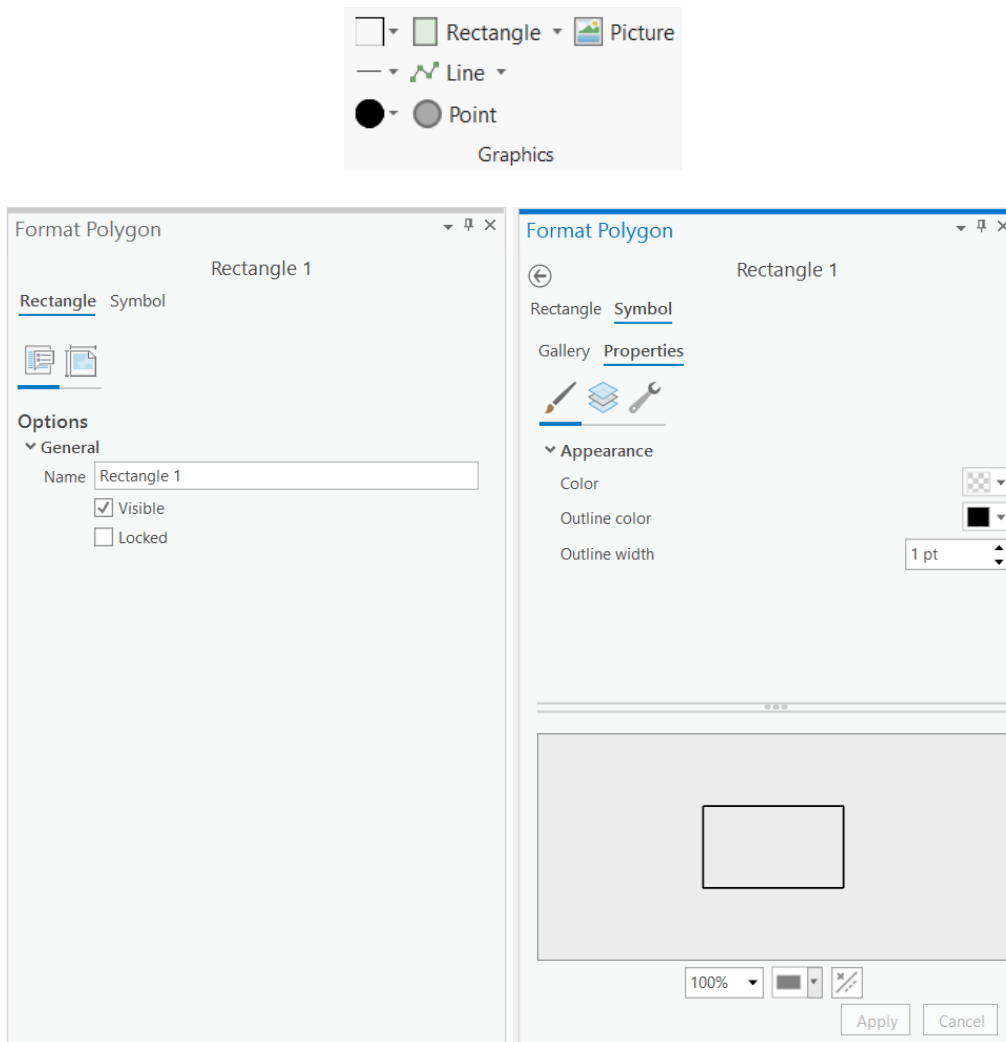 Rectangle Picture
Line
Point
Graphics
Format Polygon
Rectangle 1
Rectangle Symbol
Options
General
Name Rectangle 1
Visible
Locked
Format Polygon
Rectangle 1
Rectangle Symbol
Gallery Properties
Appearance
Color
Outline color
Outline width 1 pt
100%
Apply Cancel